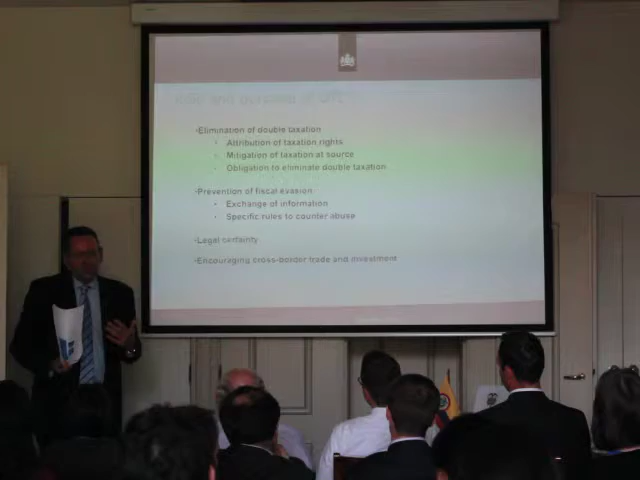 -Elimination of double taxation
• Attribution of taxation rights
• Mitigation of taxation at source
• Obligation to eliminate double taxation
-Prevention of fiscal evasion
• Exchange of information
• Specific rules to counter abuse
-Legal certainty
-Encouraging cross-border trade and investment